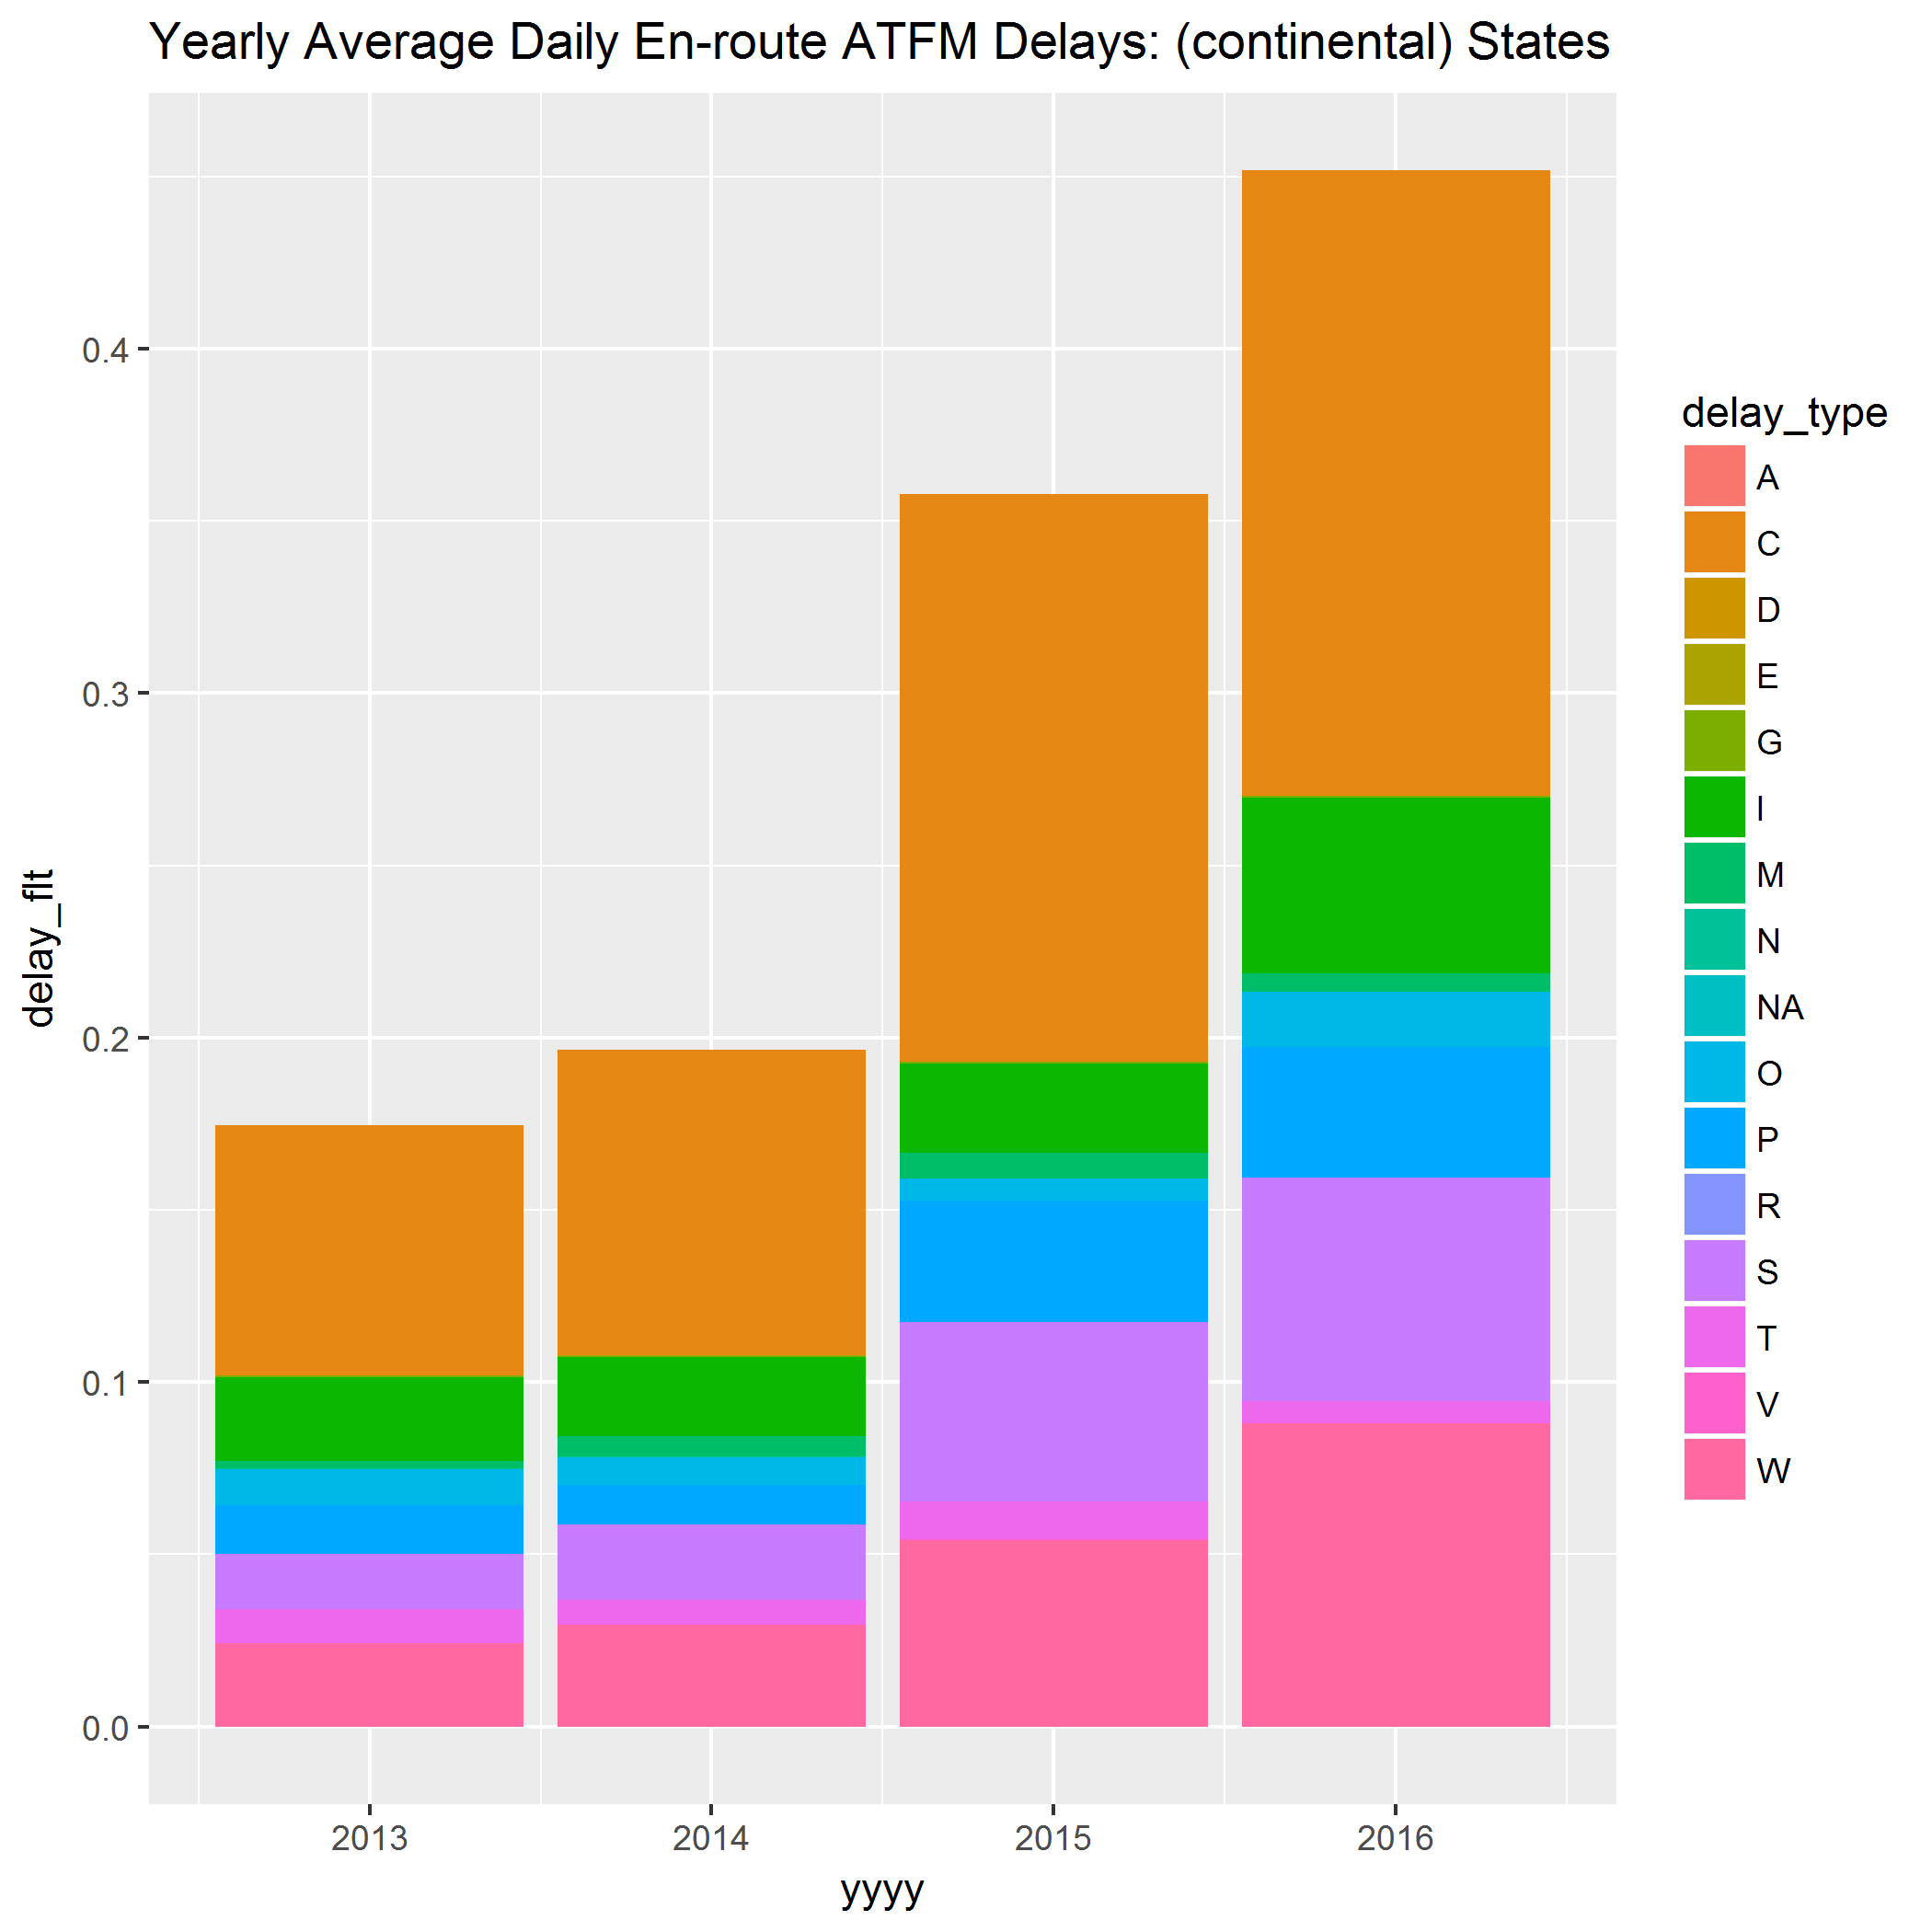 Yearly Average Daily En-route ATFM Delays: (continental) States
delay_flt
0.4
0.3
0.2
0.1
0.0
2013 2014 2015 2016
yyyy
delay_type
A
C
D
E
G
I
M
N
NA
O
P
R
S
T
V
W